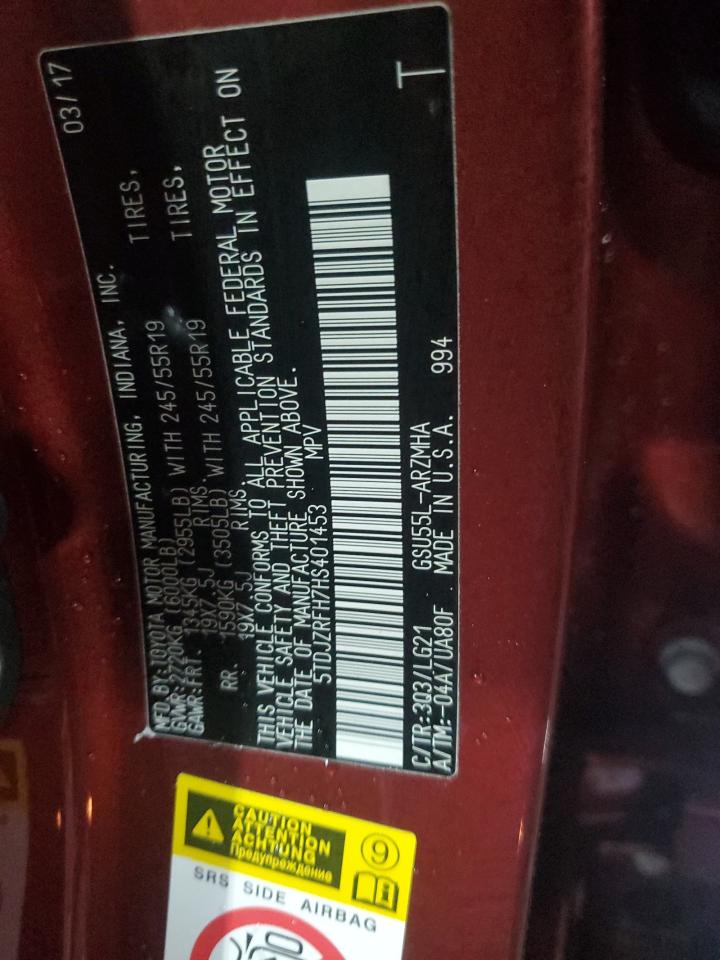 MFD. BY:TOYOTA MOTOR MANUFACTURING, INDIANA, INC. 03/17
GVWR:2720KG (6000LB)
GAWR:FRT. 1345KG (2955LB) WITH 245/55R19 TIRES,
19X7.5J RIMS,
RR. 1590KG (3505LB) WITH 245/55R19 TIRES,
19X7.5J RIMS,
THIS VEHICLE CONFORMS TO ALL APPLICABLE FEDERAL MOTOR
VEHICLE SAFETY AND THEFT PREVENTION STANDARDS IN EFFECT ON
THE DATE OF MANUFACTURE SHOWN ABOVE.
5TDJZRFH7HS401453 MPV
C/TR:3Q3/LG21 GSU55L-ARZMHA
A/TM:-04A/UA80F MADE IN U.S.A. 994 T
CAUTION
ATTENTION
ACHTUNG
Предупреждение
9
SRS SIDE AIRBAG